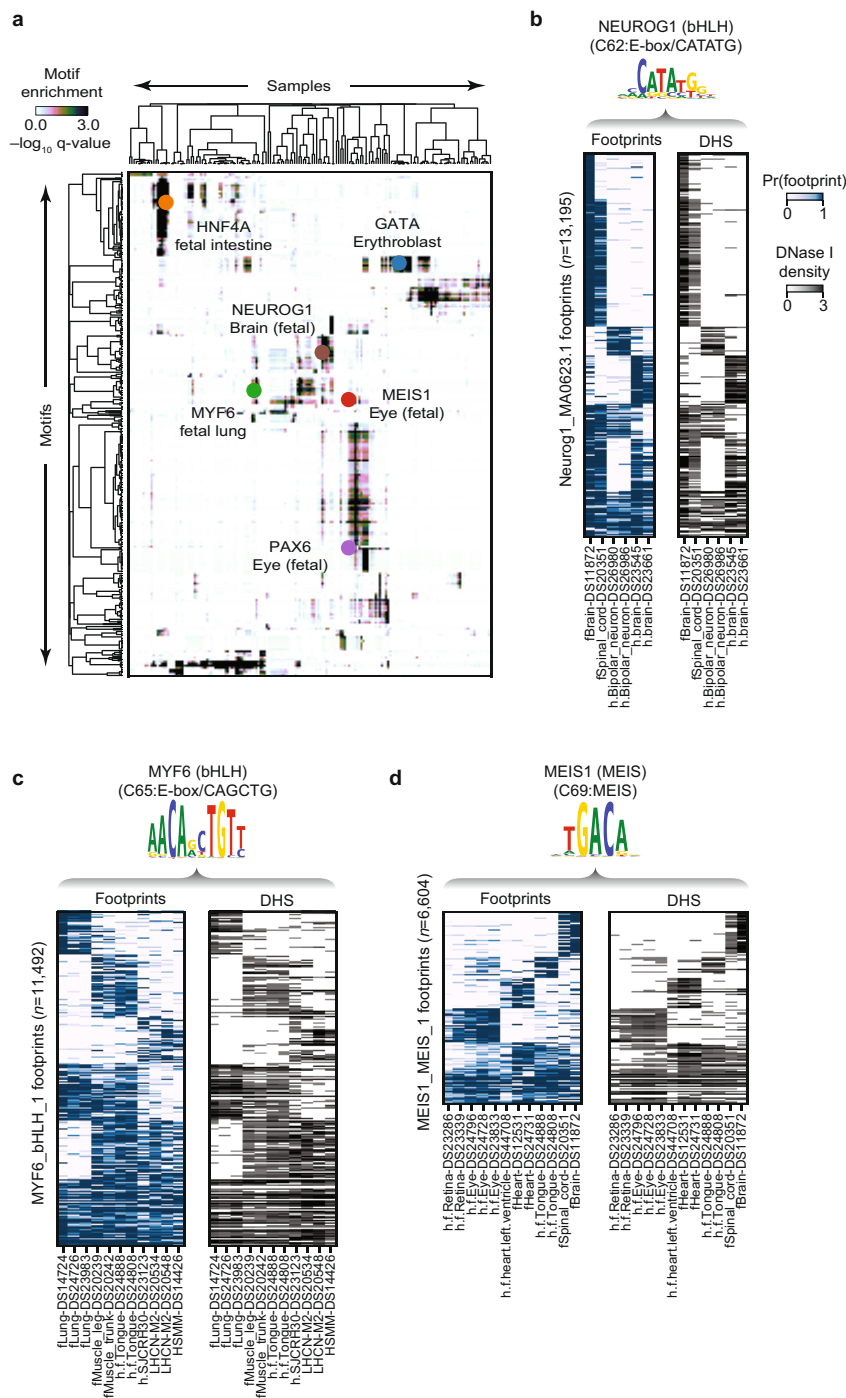 a
Motif
enrichment
0.0 3.0
–log10 q-value
Samples
Motifs
HNF4A
fetal intestine
GATA
Erythroblast
NEUROG1
Brain (fetal)
MYF6-
fetal lung
MEIS1
Eye (fetal)
PAX6
Eye (fetal)
b
NEUROG1 (bHLH)
(C62:E-box/CATATG)
Footprints DHS
Neurog1_MA0623.1 footprints (n=13,195)
Pr(footprint)
0 1
DNase I
density
0 3
fBrain-DS11872
fSpinal_cord-DS20351
h.Bipolar_neuron-DS26980
h.Bipolar_neuron-DS26986
h.brain-DS23545
h.brain-DS23661
fBrain-DS11872
fSpinal_cord-DS20351
h.Bipolar_neuron-DS26980
h.Bipolar_neuron-DS26986
h.brain-DS23545
h.brain-DS23661
c
MYF6 (bHLH)
(C65:E-box/CAGCTG)
Footprints DHS
MYF6_bHLH_1 footprints (n=11,492)
fLung-DS14724
fLung-DS24726
fLung-DS23983
fMuscle_leg-DS20239
fMuscle_trunk-DS20242
h.f.Tongue-DS24888
h.f.Tongue-DS24808
h.SJCRH30-DS23123
LHCN-M2-DS20534
LHCN-M2-DS20548
HSMM-DS14426
fLung-DS14724
fLung-DS24726
fLung-DS23983
fMuscle_leg-DS20239
fMuscle_trunk-DS20242
h.f.Tongue-DS24888
h.f.Tongue-DS24808
h.SJCRH30-DS23123
LHCN-M2-DS20534
LHCN-M2-DS20548
HSMM-DS14426
d
MEIS1 (MEIS)
(C69:MEIS)
TGACA
Footprints DHS
MEIS1_MEIS_1 footprints (n=6,604)
h.f.Retina-DS23286
h.f.Retina-DS23339
h.f.Eye-DS24796
h.f.Eye-DS24728
h.f.Eye-DS23833
h.f.heart.left.ventricle-DS44708
fHeart-DS12531
fHeart-DS24731
h.f.Tongue-DS24888
h.f.Tongue-DS24808
fSpinal_cord-DS20351
fBrain-DS11872
h.f.Retina-DS23286
h.f.Retina-DS23339
h.f.Eye-DS24796
h.f.Eye-DS24728
h.f.Eye-DS23833
h.f.heart.left.ventricle-DS44708
fHeart-DS12531
fHeart-DS24731
h.f.Tongue-DS24888
h.f.Tongue-DS24808
fSpinal_cord-DS20351
fBrain-DS11872